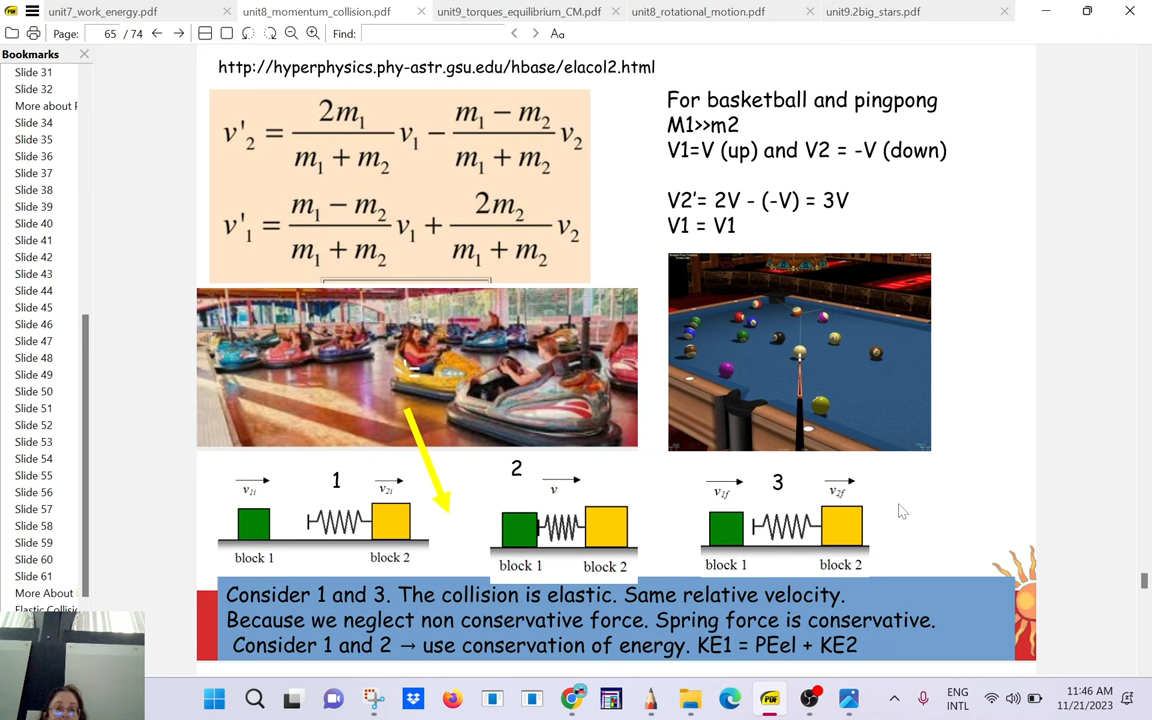 unit7_work_energy.pdf
unit8_momentum_collision.pdf
unit9_torques_equilibrium_CM.pdf
unit8_rotational_motion.pdf
unit9.2big_stars.pdf
Page: 65 / 74
Find:
Aa
Bookmarks
Slide 31
Slide 32
More about F
Slide 34
Slide 35
Slide 36
Slide 37
Slide 38
Slide 39
Slide 40
Slide 41
Slide 42
Slide 43
Slide 44
Slide 45
Slide 46
Slide 47
Slide 48
Slide 50
Slide 51
Slide 52
Slide 53
Slide 54
Slide 55
Slide 56
Slide 57
Slide 58
Slide 59
Slide 60
Slide 61
More About
Elastic Collisio
http://hyperphysics.phy-astr.gsu.edu/hbase/elacol2.html
v'₂ = 2m₁ / (m₁ + m₂) v₁ − (m₁ − m₂) / (m₁ + m₂) v₂
v'₁ = (m₁ − m₂) / (m₁ + m₂) v₁ + 2m₂ / (m₁ + m₂) v₂
For basketball and pingpong
M1>>m2
V1=V (up) and V2 = -V (down)
V2'= 2V - (-V) = 3V
V1 = V1
1
v1i
v2i
block 1
block 2
2
v
block 1
block 2
3
v1f
v2f
block 1
block 2
Consider 1 and 3. The collision is elastic. Same relative velocity.
Because we neglect non conservative force. Spring force is conservative.
Consider 1 and 2 → use conservation of energy. KE1 = PEel + KE2
ENG
INTL
11:46 AM
11/21/2023